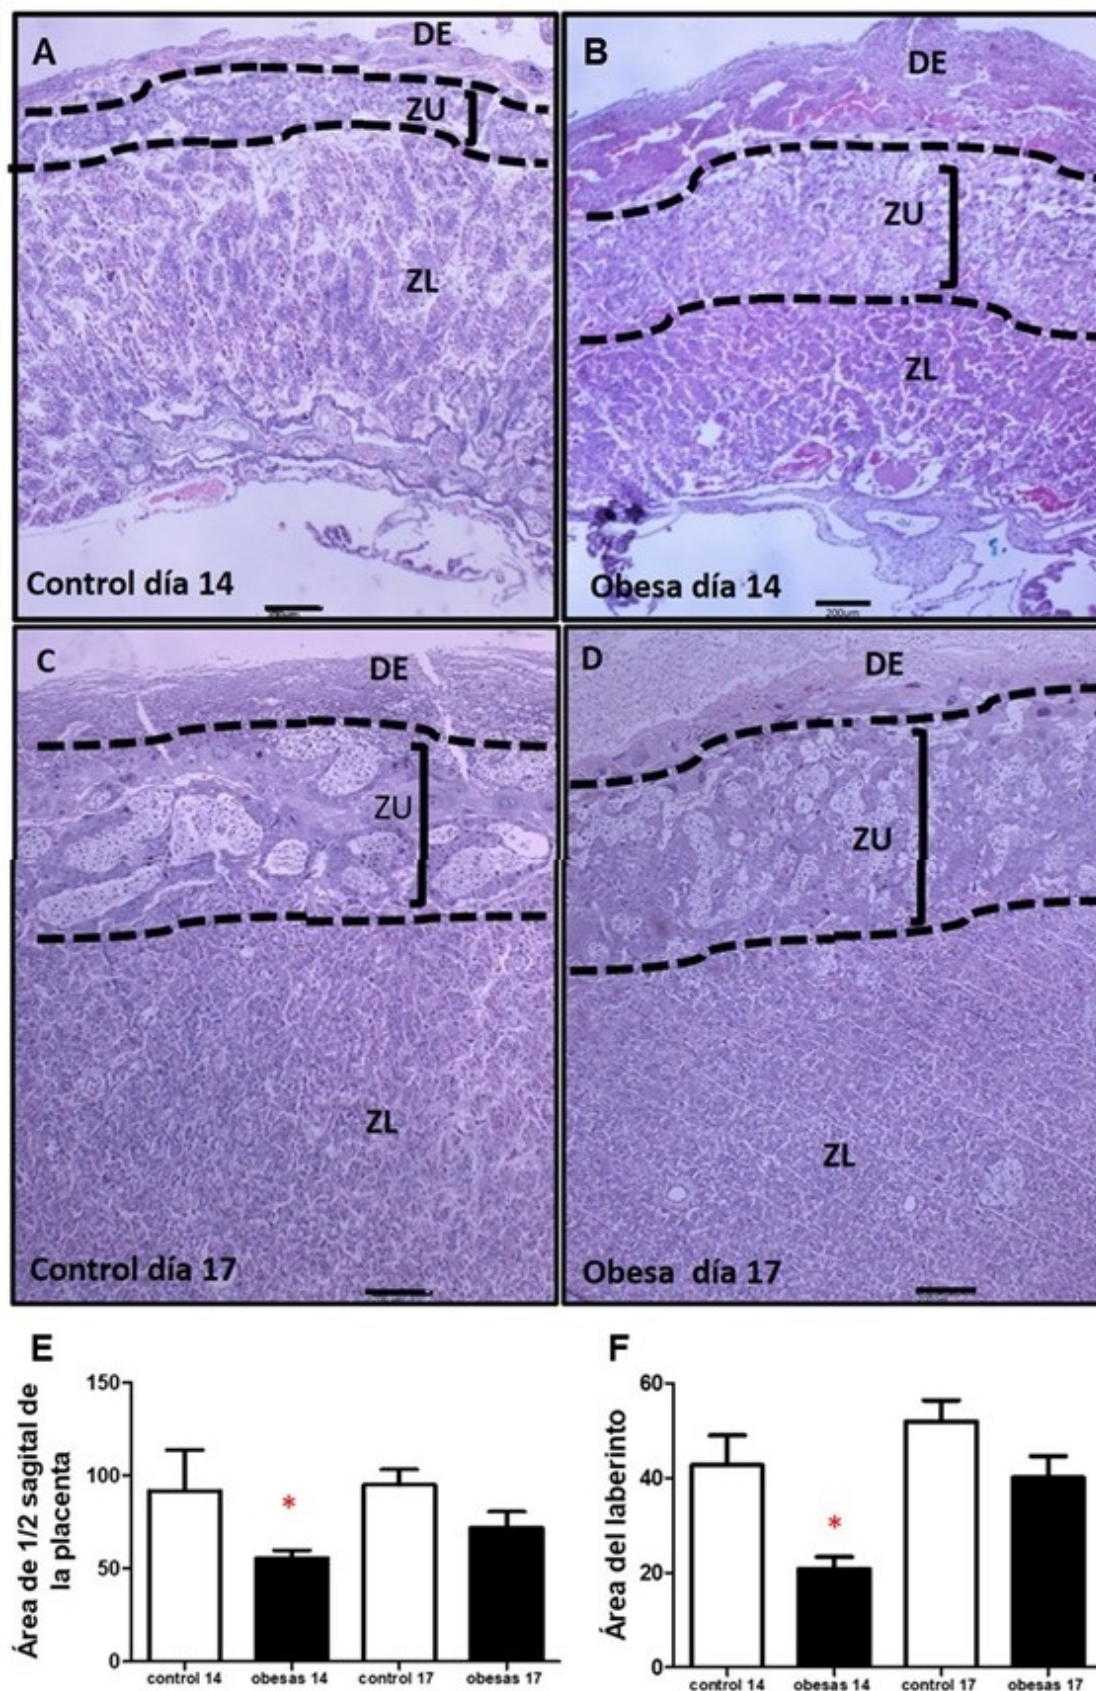 A
DE
ZU
ZL
Control día 14
B
DE
ZU
ZL
Obesa día 14
200um
C
DE
ZU
ZL
Control día 17
D
DE
ZU
ZL
Obesa día 17
E
Área de 1/2 sagital de
la placenta
150
100
50
0
control 14
obesas 14
control 17
obesas 17
*
F
Área del laberinto
60
40
20
0
control 14
obesas 14
control 17
obesas 17
*